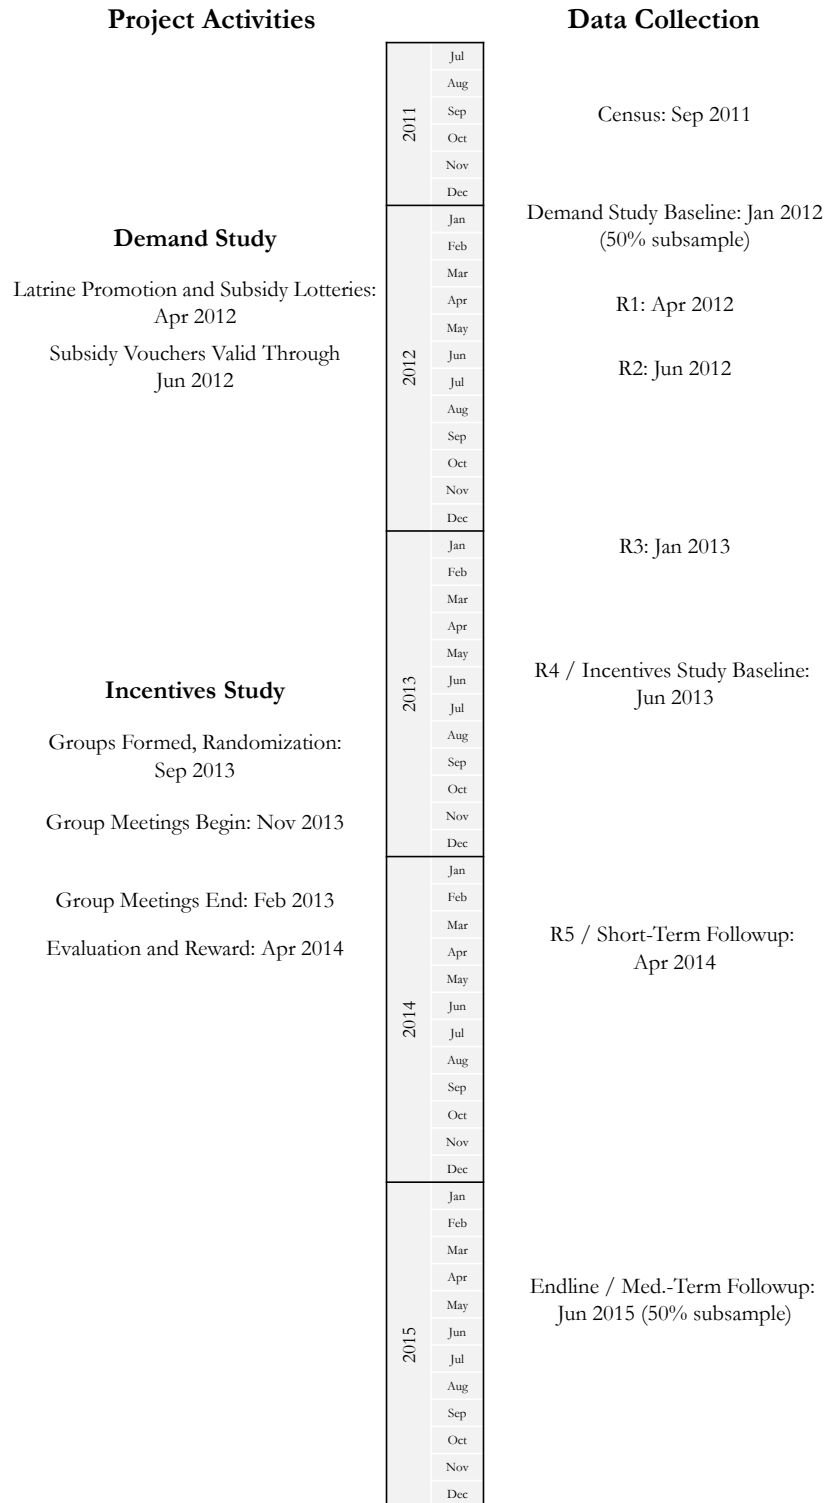 Project Activities
Data Collection
2011
Jul
Aug
Sep
Oct
Nov
Dec
Census: Sep 2011
2012
Jan
Feb
Mar
Apr
May
Jun
Jul
Aug
Sep
Oct
Nov
Dec
Demand Study
Latrine Promotion and Subsidy Lotteries:
Apr 2012
Subsidy Vouchers Valid Through
Jun 2012
Demand Study Baseline: Jan 2012
(50% subsample)
R1: Apr 2012
R2: Jun 2012
2013
Jan
Feb
Mar
Apr
May
Jun
Jul
Aug
Sep
Oct
Nov
Dec
Incentives Study
Groups Formed, Randomization:
Sep 2013
Group Meetings Begin: Nov 2013
R3: Jan 2013
R4 / Incentives Study Baseline:
Jun 2013
2014
Jan
Feb
Mar
Apr
May
Jun
Jul
Aug
Sep
Oct
Nov
Dec
Group Meetings End: Feb 2013
Evaluation and Reward: Apr 2014
R5 / Short-Term Followup:
Apr 2014
2015
Jan
Feb
Mar
Apr
May
Jun
Jul
Aug
Sep
Oct
Nov
Dec
Endline / Med.-Term Followup:
Jun 2015 (50% subsample)